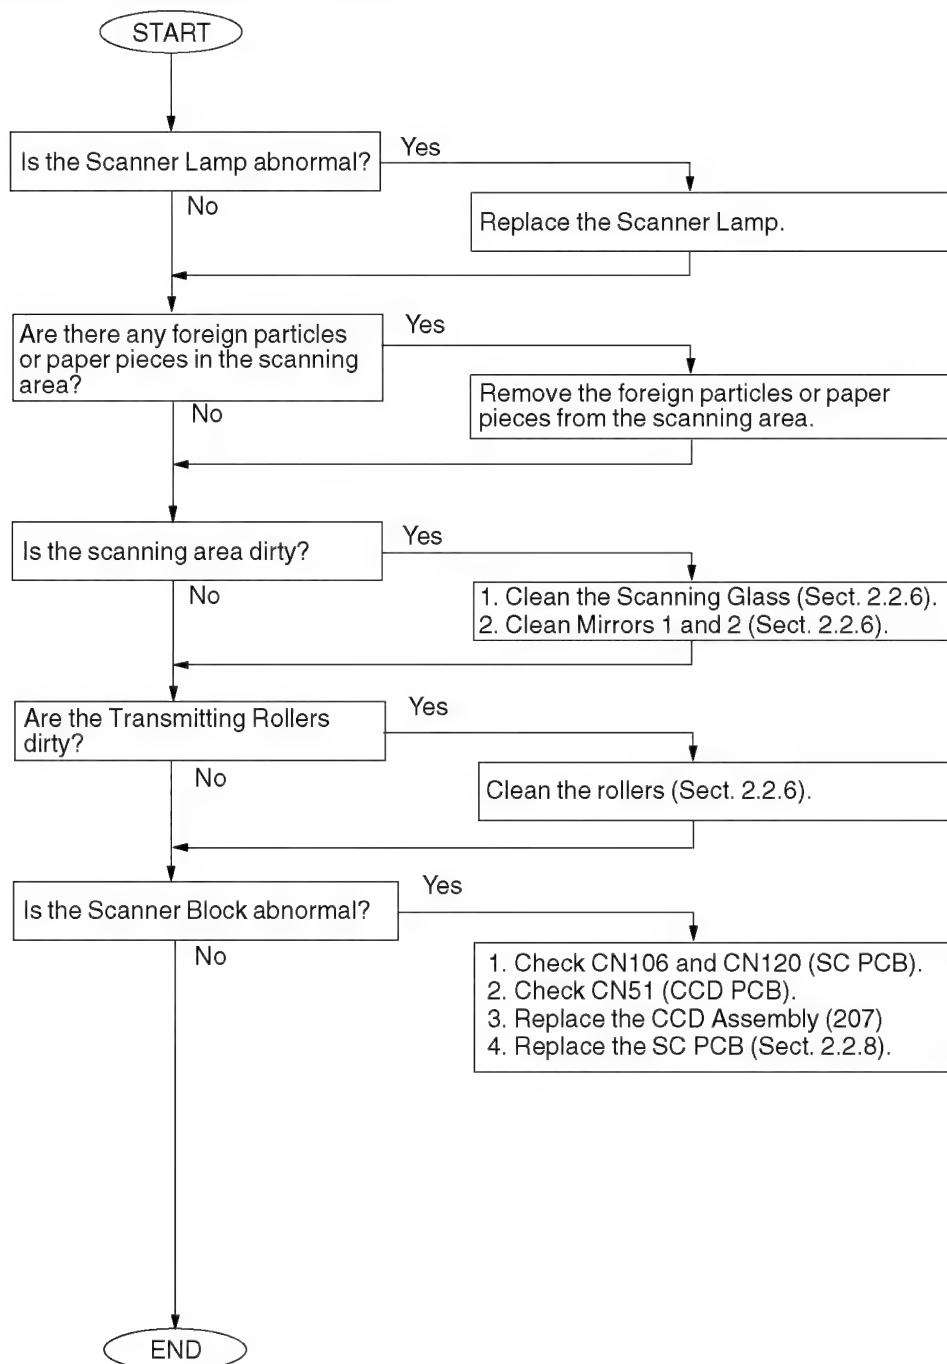 START
Is the Scanner Lamp abnormal?
Yes
No
Replace the Scanner Lamp.
Are there any foreign particles
or paper pieces in the scanning
area?
Yes
No
Remove the foreign particles or paper
pieces from the scanning area.
Is the scanning area dirty?
Yes
No
1. Clean the Scanning Glass (Sect. 2.2.6).
2. Clean Mirrors 1 and 2 (Sect. 2.2.6).
Are the Transmitting Rollers
dirty?
Yes
No
Clean the rollers (Sect. 2.2.6).
Is the Scanner Block abnormal?
Yes
No
1. Check CN106 and CN120 (SC PCB).
2. Check CN51 (CCD PCB).
3. Replace the CCD Assembly (207)
4. Replace the SC PCB (Sect. 2.2.8).
END